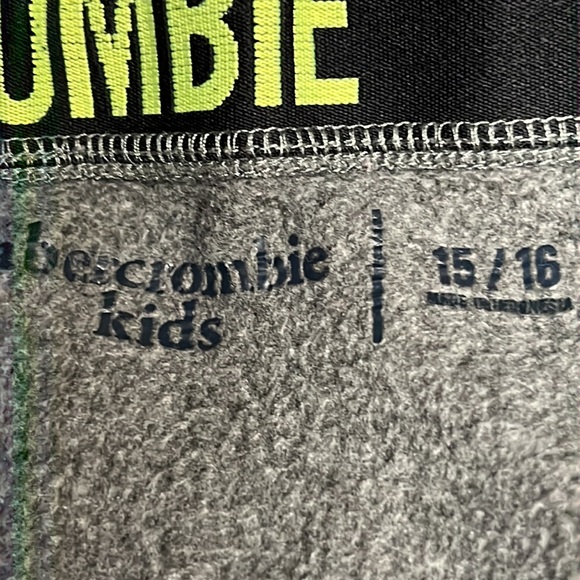 OMBIE
abercrombie
kids
15/16
MADE IN INDONESIA